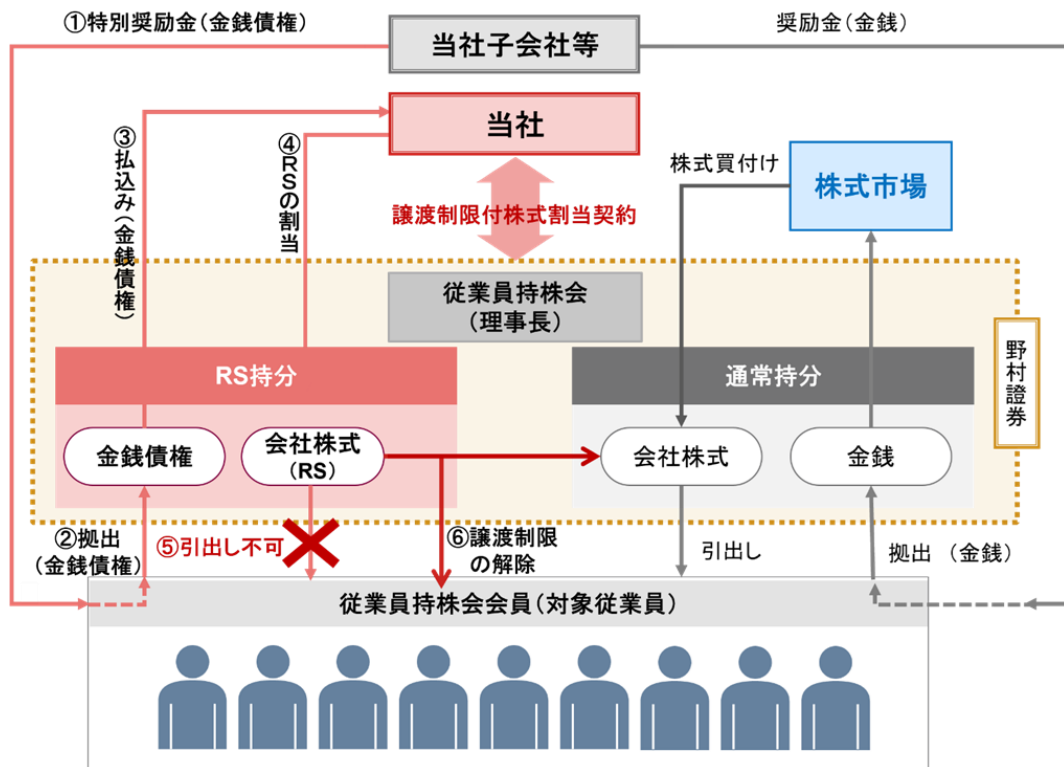 ①特別奨励金(金銭債権)
当社子会社等
奨励金(金銭)
当社
③払込み(金銭債権)
④RSの割当
譲渡制限付株式割当契約
株式買付け
株式市場
従業員持株会
(理事長)
野村證券
RS持分
通常持分
金銭債権
会社株式
(RS)
会社株式
金銭
②拠出
(金銭債権)
⑤引出し不可
⑥譲渡制限
の解除
引出し
拠出 (金銭)
従業員持株会会員(対象従業員)